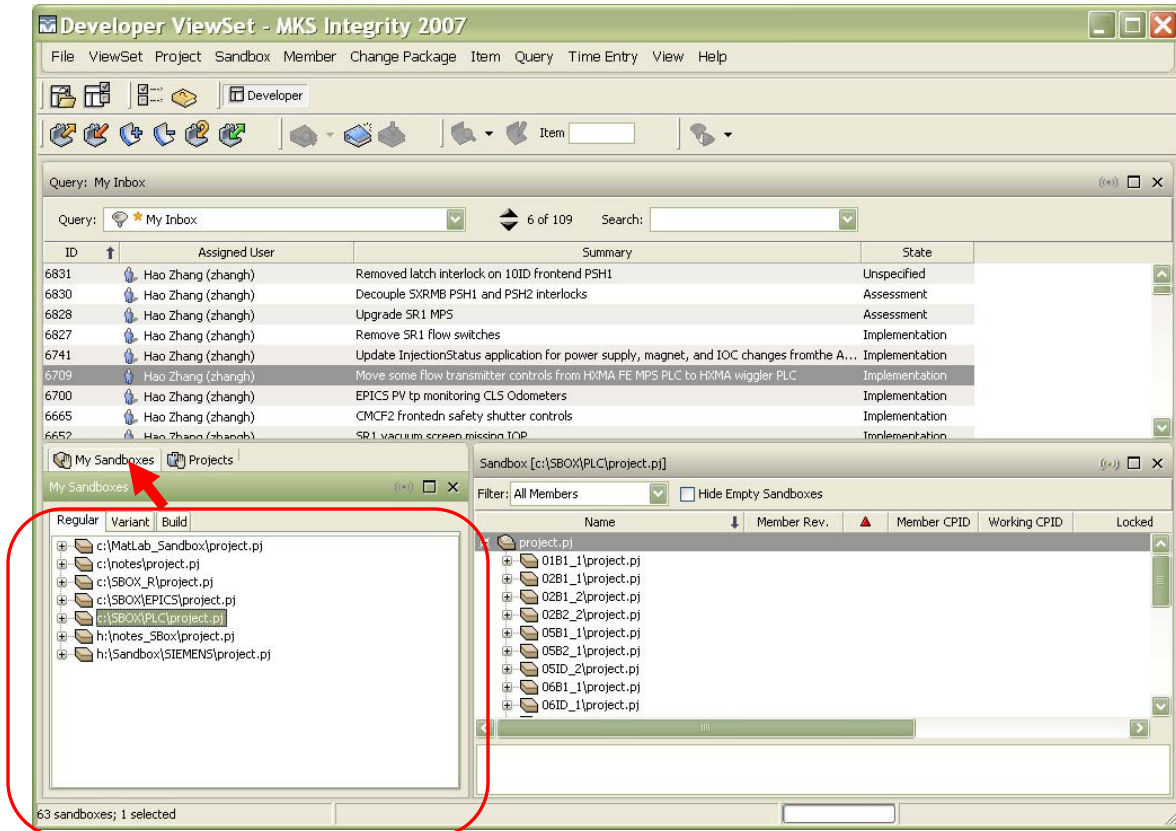 Developer ViewSet - MKS Integrity 2007
File ViewSet Project Sandbox Member Change Package Item Query Time Entry View Help
Developer
Item
Query: My Inbox
Query: My Inbox 6 of 109 Search:
ID Assigned User Summary State
6831 Hao Zhang (zhangh) Removed latch interlock on 10ID frontend PSH1 Unspecified
6830 Hao Zhang (zhangh) Decouple SXRMB PSH1 and PSH2 interlocks Assessment
6828 Hao Zhang (zhangh) Upgrade SR1 MPS Assessment
6827 Hao Zhang (zhangh) Remove SR1 flow switches Implementation
6741 Hao Zhang (zhangh) Update InjectionStatus application for power supply, magnet, and IOC changes fromthe A... Implementation
6709 Hao Zhang (zhangh) Move some flow transmitter controls from HXMA FE MPS PLC to HXMA wiggler PLC Implementation
6700 Hao Zhang (zhangh) EPICS PV tp monitoring CLS Odometers Implementation
6665 Hao Zhang (zhangh) CMCF2 frontedn safety shutter controls Implementation
6652 Hao Zhang (zhangh) SR1 vacuum screen missing IOP Implementation
My Sandboxes Projects
My Sandboxes
Regular Variant Build
c:\MatLab_Sandbox\project.pj
c:\notes\project.pj
c:\SBOX_R\project.pj
c:\SBOX\EPICS\project.pj
c:\SBOX\PLC\project.pj
h:\notes_SBox\project.pj
h:\Sandbox\SIEMENS\project.pj
Sandbox [c:\SBOX\PLC\project.pj]
Filter: All Members Hide Empty Sandboxes
Name Member Rev. Member CPID Working CPID Locked
project.pj
01B1_1\project.pj
02B1_1\project.pj
02B1_2\project.pj
02B2_2\project.pj
05B1_1\project.pj
05B2_1\project.pj
05ID_2\project.pj
06B1_1\project.pj
06ID_1\project.pj
63 sandboxes; 1 selected